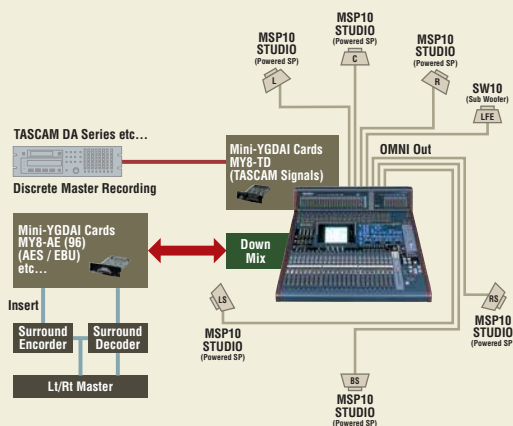 MSP10
STUDIO
(Powered SP)
C
MSP10
STUDIO
(Powered SP)
L
MSP10
STUDIO
(Powered SP)
R
SW10
(Sub Woofer)
LFE
TASCAM DA Series etc…
Discrete Master Recording
Mini-YGDAI Cards
MY8-TD
(TASCAM Signals)
OMNI Out
Mini-YGDAI Cards
MY8-AE (96)
(AES / EBU)
etc…
Down
Mix
Insert
Surround
Encorder
Surround
Decoder
Lt/Rt Master
LS
MSP10
STUDIO
(Powered SP)
RS
MSP10
STUDIO
(Powered SP)
BS
MSP10
STUDIO
(Powered SP)